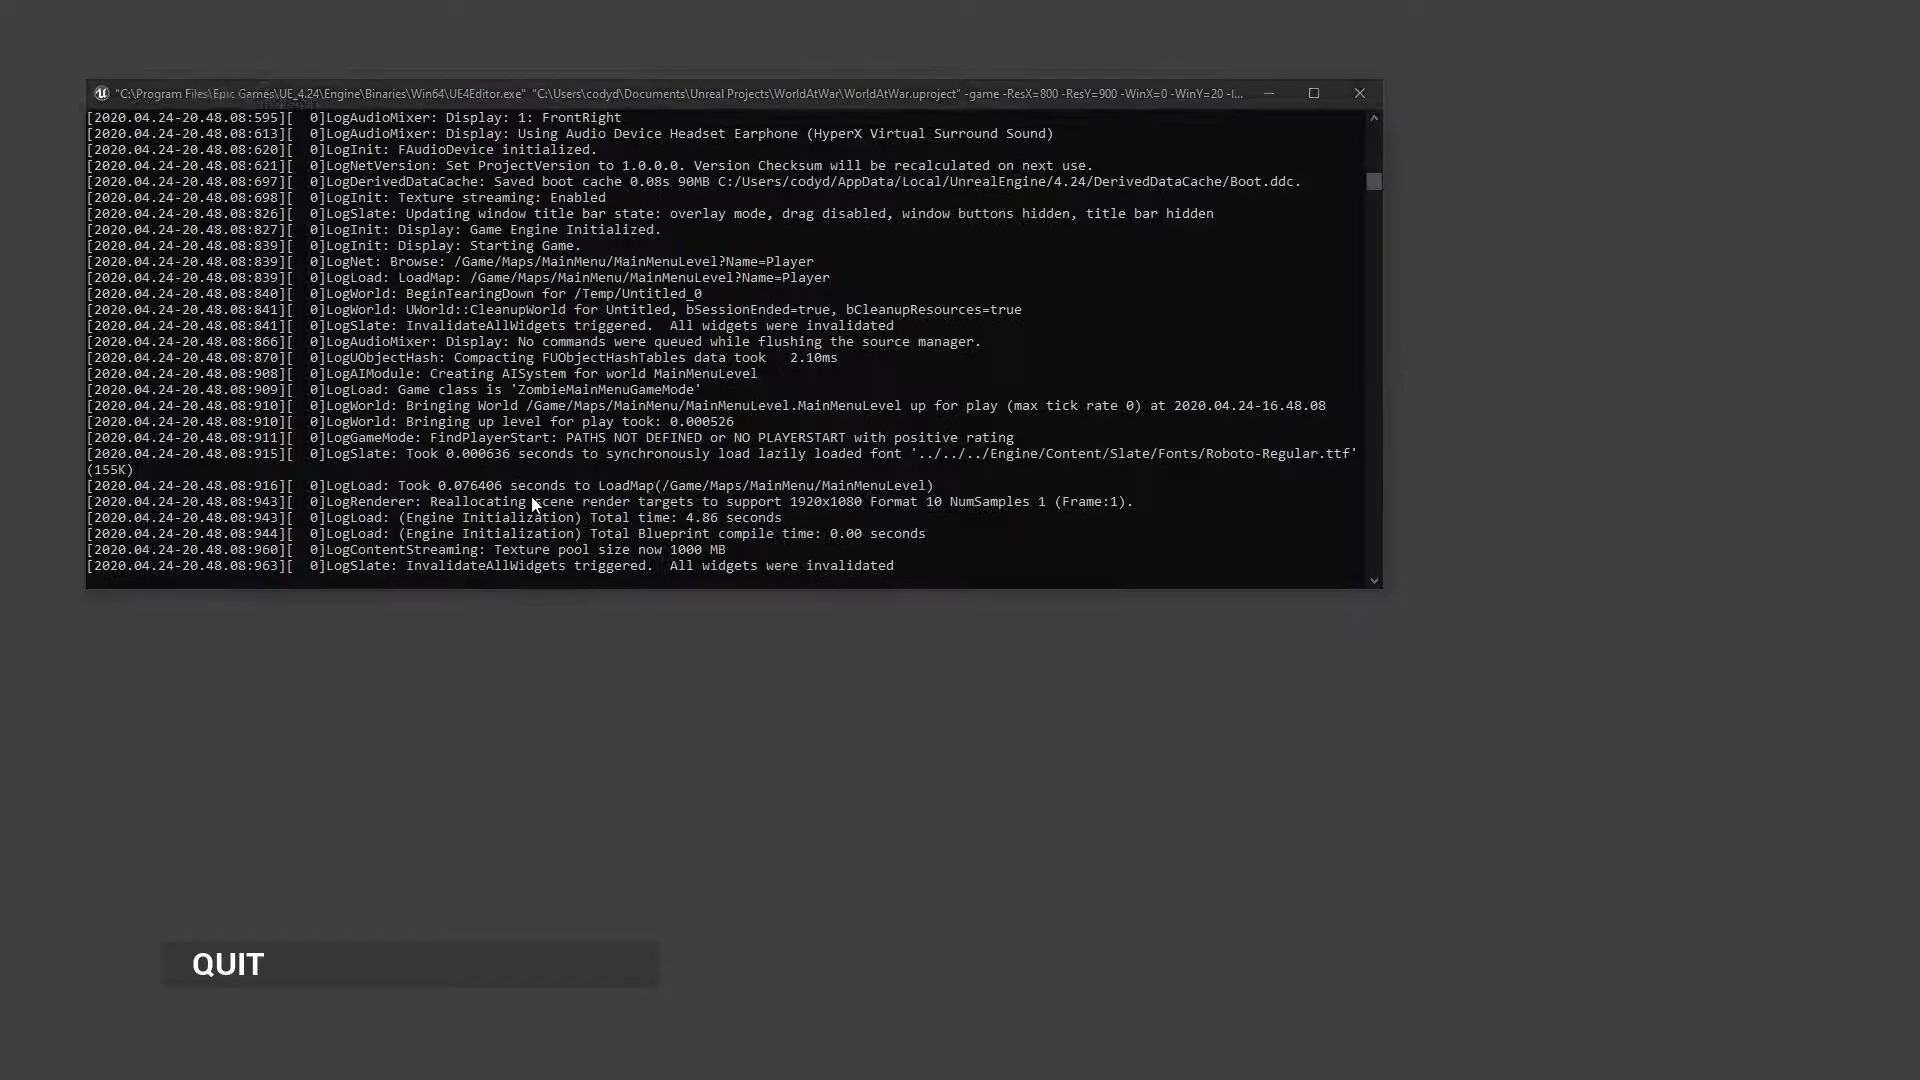 "C:\Program Files\Epic Games\UE_4.24\Engine\Binaries\Win64\UE4Editor.exe" "C:\Users\codyd\Documents\Unreal Projects\WorldAtWar\WorldAtWar.uproject" -game -ResX=800 -ResY=900 -WinX=0 -WinY=20 -l...
[2020.04.24-20.48.08:595][  0]LogAudioMixer: Display: 1: FrontRight
[2020.04.24-20.48.08:613][  0]LogAudioMixer: Display: Using Audio Device Headset Earphone (HyperX Virtual Surround Sound)
[2020.04.24-20.48.08:620][  0]LogInit: FAudioDevice initialized.
[2020.04.24-20.48.08:621][  0]LogNetVersion: Set ProjectVersion to 1.0.0.0. Version Checksum will be recalculated on next use.
[2020.04.24-20.48.08:697][  0]LogDerivedDataCache: Saved boot cache 0.08s 90MB C:/Users/codyd/AppData/Local/UnrealEngine/4.24/DerivedDataCache/Boot.ddc.
[2020.04.24-20.48.08:698][  0]LogInit: Texture streaming: Enabled
[2020.04.24-20.48.08:826][  0]LogSlate: Updating window title bar state: overlay mode, drag disabled, window buttons hidden, title bar hidden
[2020.04.24-20.48.08:827][  0]LogInit: Display: Game Engine Initialized.
[2020.04.24-20.48.08:839][  0]LogInit: Display: Starting Game.
[2020.04.24-20.48.08:839][  0]LogNet: Browse: /Game/Maps/MainMenu/MainMenuLevel?Name=Player
[2020.04.24-20.48.08:839][  0]LogLoad: LoadMap: /Game/Maps/MainMenu/MainMenuLevel?Name=Player
[2020.04.24-20.48.08:840][  0]LogWorld: BeginTearingDown for /Temp/Untitled_0
[2020.04.24-20.48.08:841][  0]LogWorld: UWorld::CleanupWorld for Untitled, bSessionEnded=true, bCleanupResources=true
[2020.04.24-20.48.08:841][  0]LogSlate: InvalidateAllWidgets triggered.  All widgets were invalidated
[2020.04.24-20.48.08:866][  0]LogAudioMixer: Display: No commands were queued while flushing the source manager.
[2020.04.24-20.48.08:870][  0]LogUObjectHash: Compacting FUObjectHashTables data took   2.10ms
[2020.04.24-20.48.08:908][  0]LogAIModule: Creating AISystem for world MainMenuLevel
[2020.04.24-20.48.08:909][  0]LogLoad: Game class is 'ZombieMainMenuGameMode'
[2020.04.24-20.48.08:910][  0]LogWorld: Bringing World /Game/Maps/MainMenu/MainMenuLevel.MainMenuLevel up for play (max tick rate 0) at 2020.04.24-16.48.08
[2020.04.24-20.48.08:910][  0]LogWorld: Bringing up level for play took: 0.000526
[2020.04.24-20.48.08:911][  0]LogGameMode: FindPlayerStart: PATHS NOT DEFINED or NO PLAYERSTART with positive rating
[2020.04.24-20.48.08:915][  0]LogSlate: Took 0.000636 seconds to synchronously load lazily loaded font '../../../Engine/Content/Slate/Fonts/Roboto-Regular.ttf'
(155K)
[2020.04.24-20.48.08:916][  0]LogLoad: Took 0.076406 seconds to LoadMap(/Game/Maps/MainMenu/MainMenuLevel)
[2020.04.24-20.48.08:943][  0]LogRenderer: Reallocating scene render targets to support 1920x1080 Format 10 NumSamples 1 (Frame:1).
[2020.04.24-20.48.08:943][  0]LogLoad: (Engine Initialization) Total time: 4.86 seconds
[2020.04.24-20.48.08:944][  0]LogLoad: (Engine Initialization) Total Blueprint compile time: 0.00 seconds
[2020.04.24-20.48.08:960][  0]LogContentStreaming: Texture pool size now 1000 MB
[2020.04.24-20.48.08:963][  0]LogSlate: InvalidateAllWidgets triggered.  All widgets were invalidated
QUIT